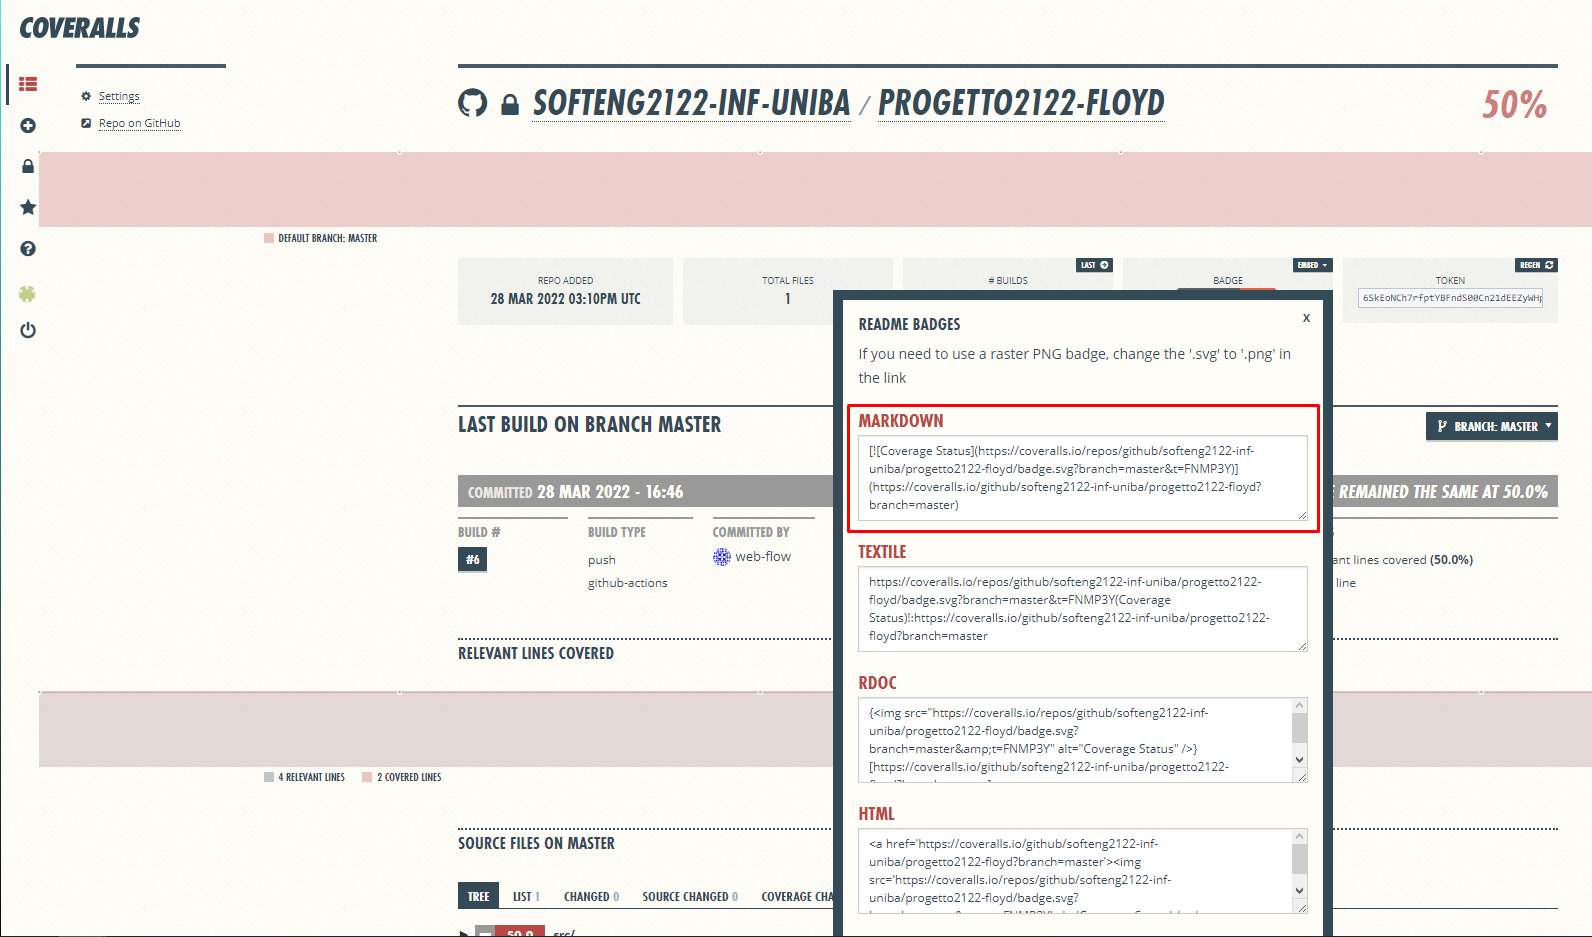 COVERALLS
Settings
Repo on GitHub
SOFTENG2122-INF-UNIBA / PROGETTO2122-FLOYD
50%
DEFAULT BRANCH: MASTER
REPO ADDED
28 MAR 2022 03:10PM UTC
TOTAL FILES
1
LAST
# BUILDS
EMBED
BADGE
REGEN
TOKEN
6SkEoNCh7rfptYBFndS00Cn21dEEZyWHp
README BADGES
x
If you need to use a raster PNG badge, change the '.svg' to '.png' in
the link
MARKDOWN
[![Coverage Status](https://coveralls.io/repos/github/softeng2122-inf-
uniba/progetto2122-floyd/badge.svg?branch=master&t=FNMP3Y)]
(https://coveralls.io/github/softeng2122-inf-uniba/progetto2122-floyd?
branch=master)
TEXTILE
https://coveralls.io/repos/github/softeng2122-inf-uniba/progetto2122-
floyd/badge.svg?branch=master&t=FNMP3Y(Coverage
Status)!:https://coveralls.io/github/softeng2122-inf-uniba/progetto2122-
floyd?branch=master
RDOC
{<img src="https://coveralls.io/repos/github/softeng2122-inf-
uniba/progetto2122-floyd/badge.svg?
branch=master&amp;t=FNMP3Y" alt="Coverage Status" />}
[https://coveralls.io/github/softeng2122-inf-uniba/progetto2122-
HTML
<a href='https://coveralls.io/github/softeng2122-inf-
uniba/progetto2122-floyd?branch=master'><img
src='https://coveralls.io/repos/github/softeng2122-inf-
uniba/progetto2122-floyd/badge.svg?
LAST BUILD ON BRANCH MASTER
BRANCH: MASTER
COMMITTED 28 MAR 2022 - 16:46
REMAINED THE SAME AT 50.0%
BUILD #
#6
BUILD TYPE
push
github-actions
COMMITTED BY
web-flow
ant lines covered (50.0%)
line
RELEVANT LINES COVERED
4 RELEVANT LINES
2 COVERED LINES
SOURCE FILES ON MASTER
TREE
LIST 1
CHANGED 0
SOURCE CHANGED 0
COVERAGE CHA
50.0
src/